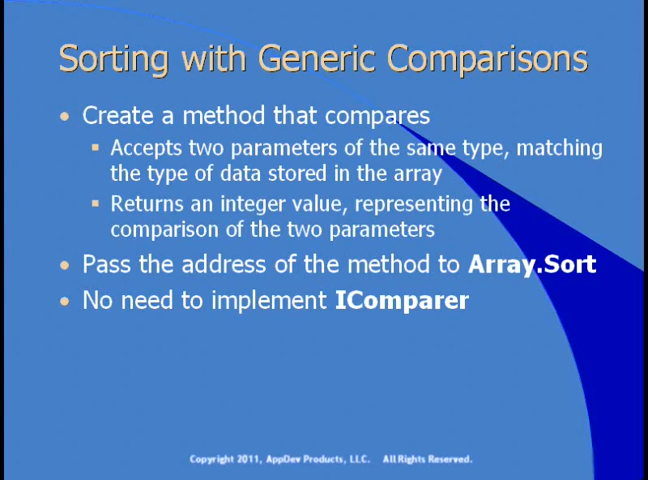 Sorting with Generic Comparisons
• Create a method that compares
▪ Accepts two parameters of the same type, matching
the type of data stored in the array
▪ Returns an integer value, representing the
comparison of the two parameters
• Pass the address of the method to Array.Sort
• No need to implement IComparer
Copyright 2011, AppDev Products, LLC. All Rights Reserved.